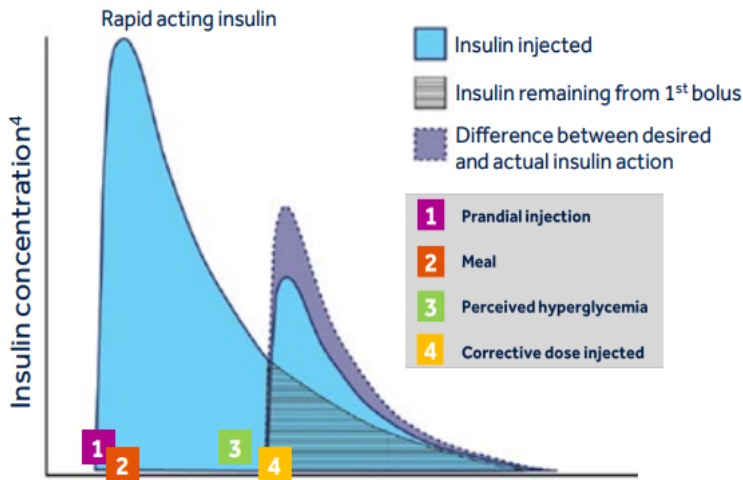 Rapid acting insulin
Insulin concentration⁴
Insulin injected
Insulin remaining from 1ˢᵗ bolus
Difference between desired
and actual insulin action
1 Prandial injection
2 Meal
3 Perceived hyperglycemia
4 Corrective dose injected
1
2
3
4